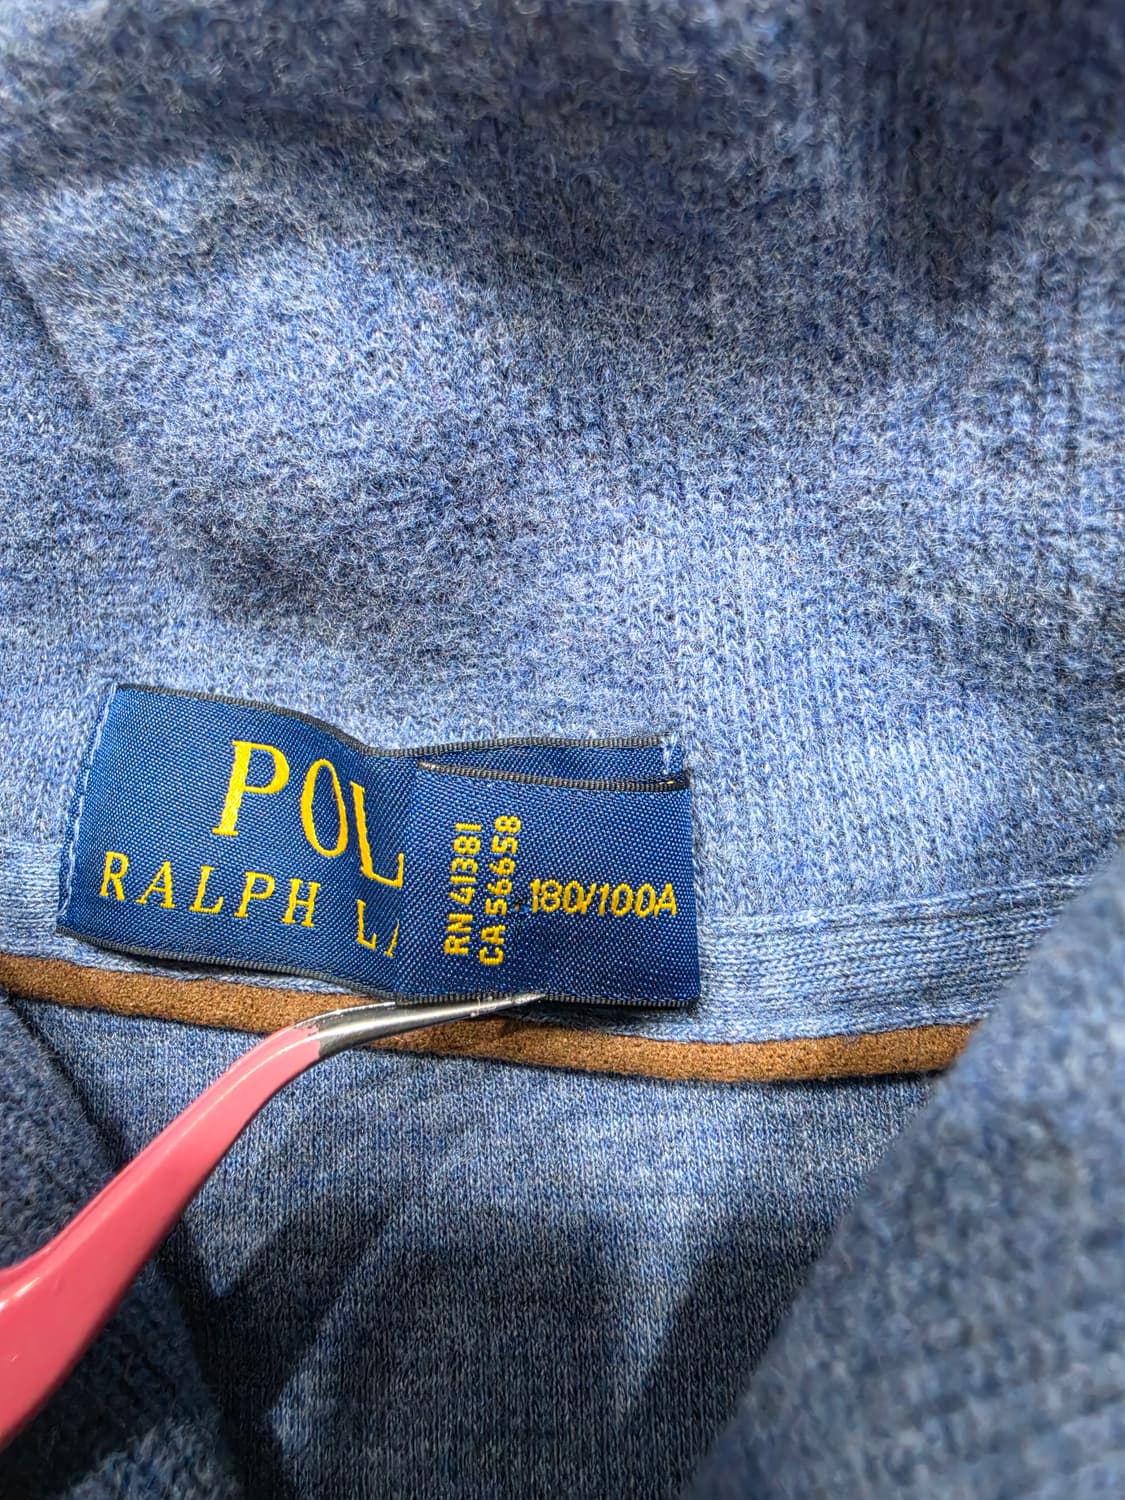 POL
RALPH L
RN 41381
CA 56658
180/100A